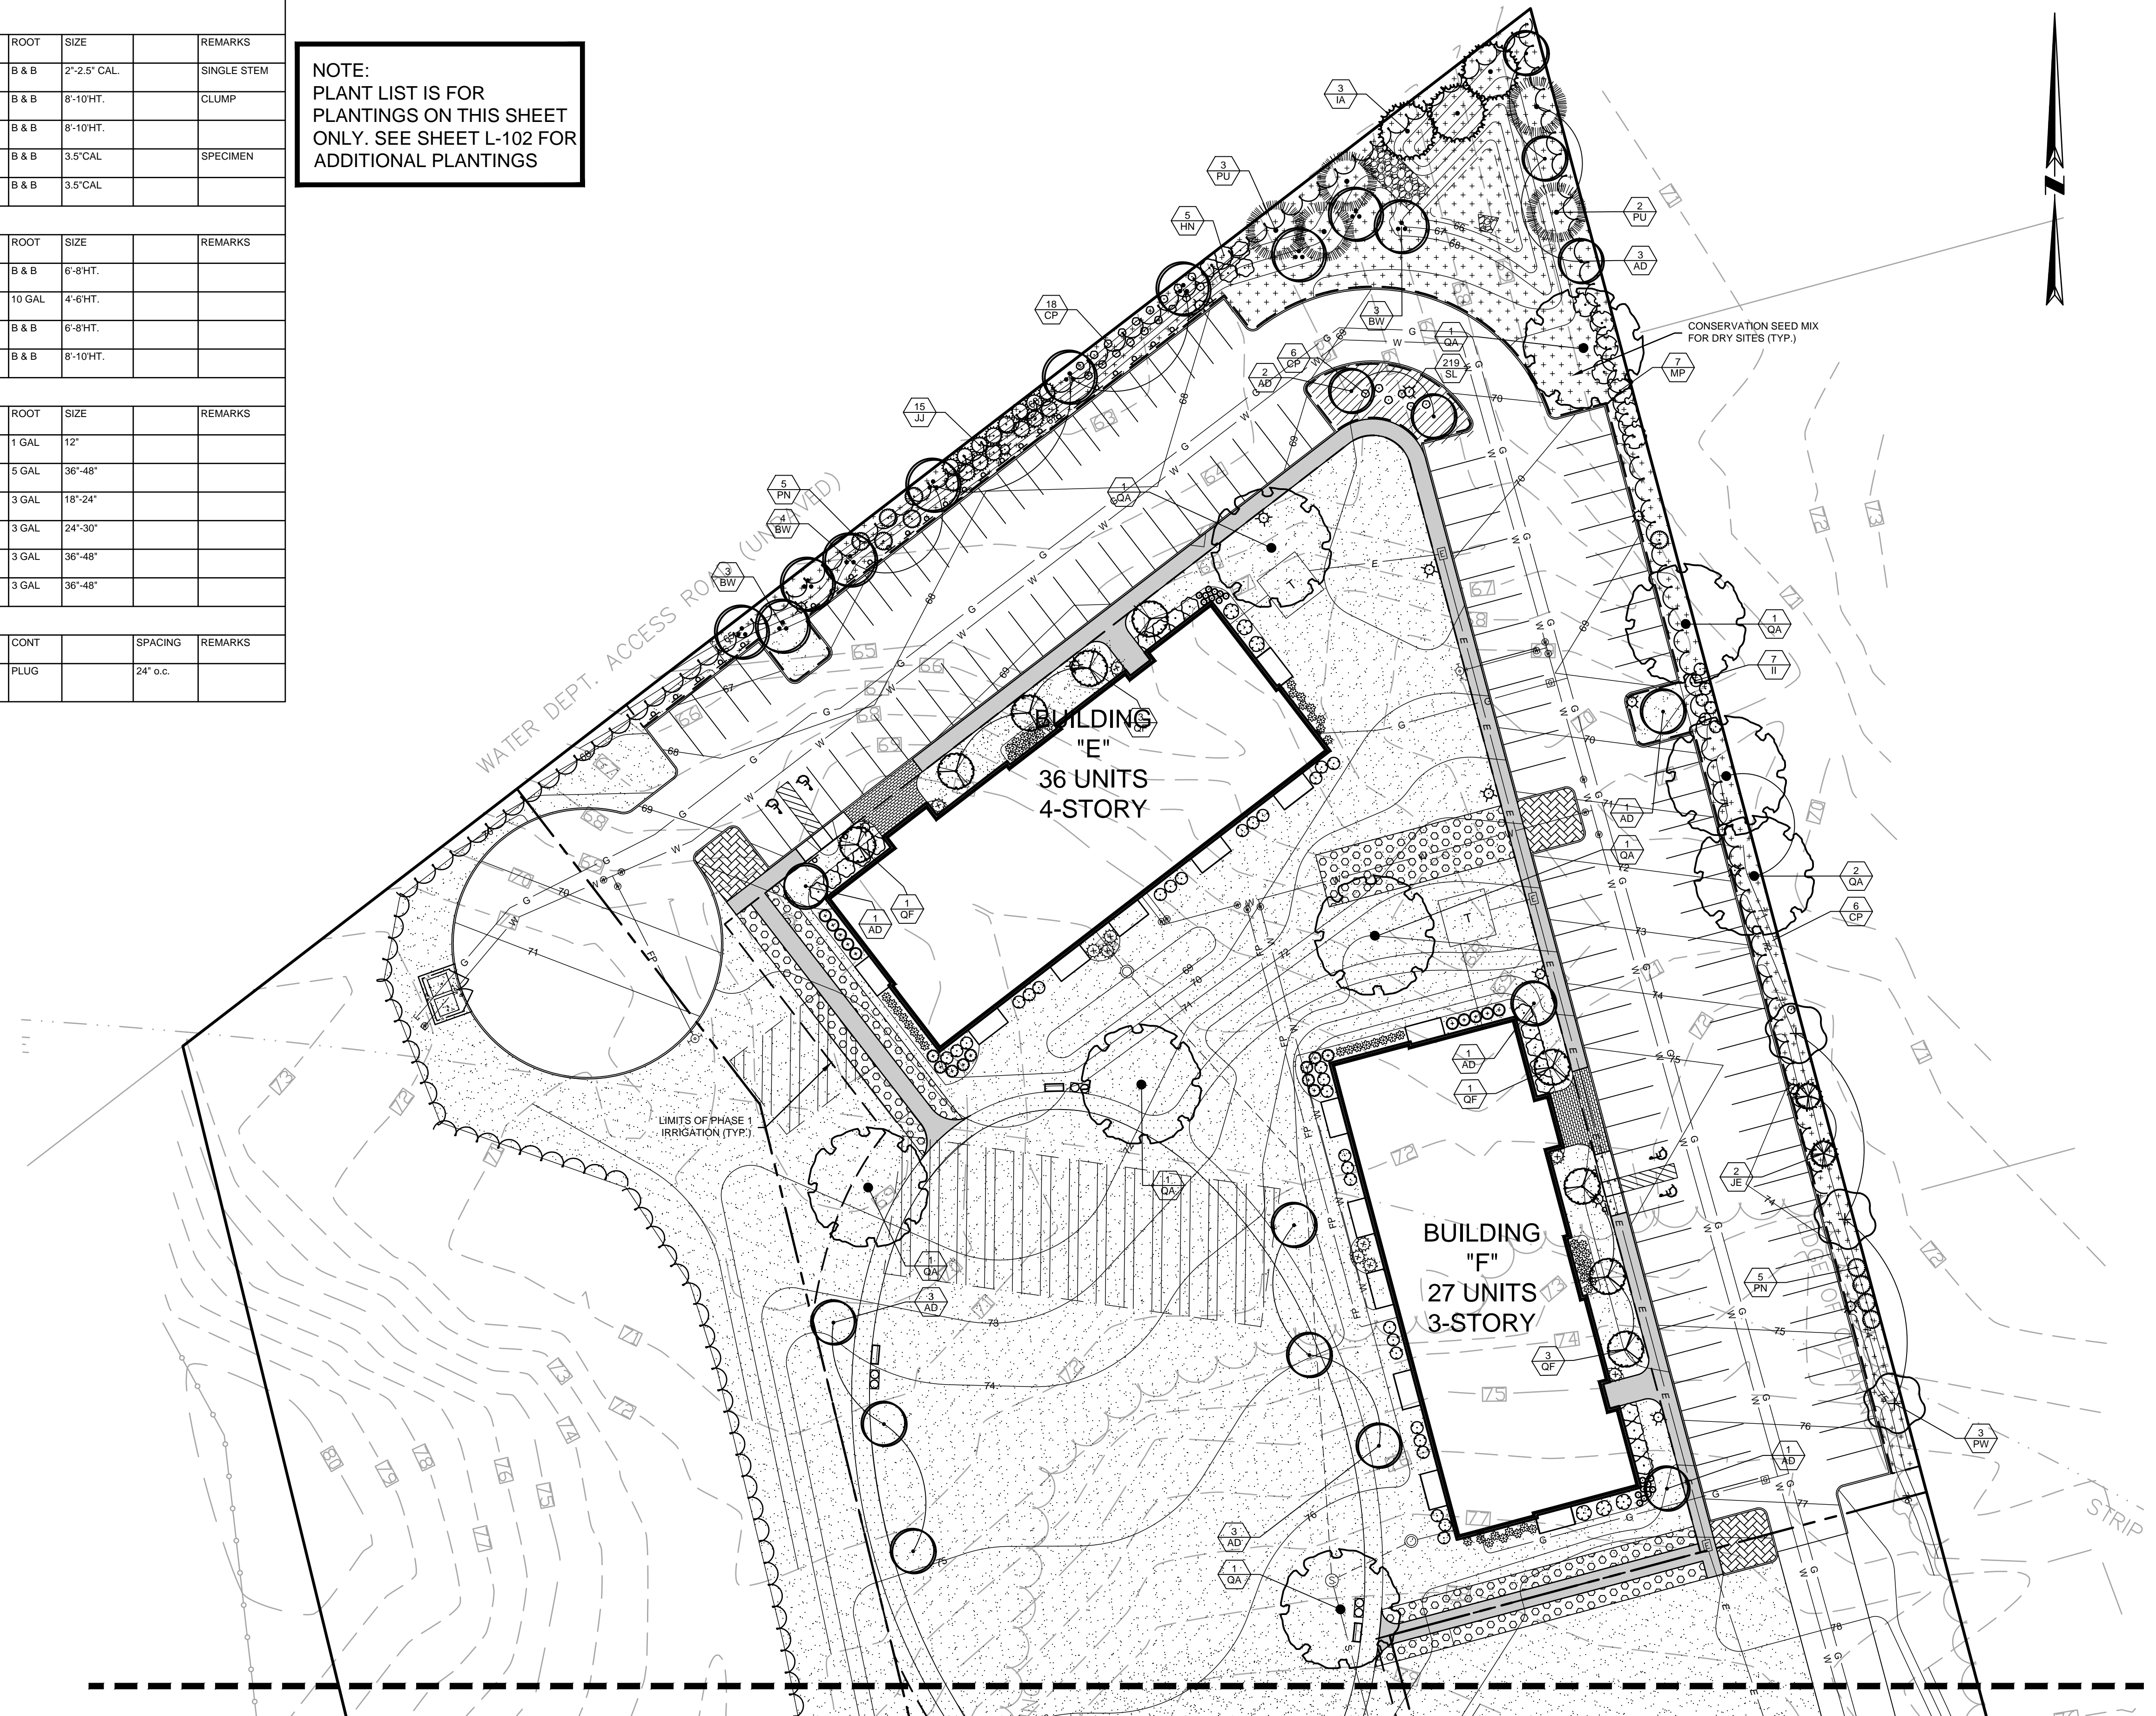 ROOT SIZE REMARKS
B & B 2"-2.5" CAL. SINGLE STEM
B & B 8'-10'HT. CLUMP
B & B 8'-10'HT.
B & B 3.5"CAL SPECIMEN
B & B 3.5"CAL
ROOT SIZE REMARKS
B & B 6'-8'HT.
10 GAL 4'-6'HT.
B & B 6'-8'HT.
B & B 8'-10'HT.
ROOT SIZE REMARKS
1 GAL 12"
5 GAL 36"-48"
3 GAL 18"-24"
3 GAL 24"-30"
3 GAL 36"-48"
3 GAL 36"-48"
CONT SPACING REMARKS
PLUG 24" o.c.
NOTE:
PLANT LIST IS FOR
PLANTINGS ON THIS SHEET
ONLY. SEE SHEET L-102 FOR
ADDITIONAL PLANTINGS
3
IA
3
PU
5
HN
18
CP
15
JJ
5
PN
4
BW
3
BW
2
PU
3
AD
3
BW
1
QA
219
SL
6
CP
2
AD
CONSERVATION SEED MIX
FOR DRY SITES (TYP.)
7
MP
1
QA
1
QA
7
II
WATER DEPT. ACCESS ROAD (UNPAVED)
BUILDING
"E"
36 UNITS
4-STORY
QF
1
AD
1
QA
2
QA
6
CP
1
AD
1
QF
1
AD
1
QF
LIMITS OF PHASE 1
IRRIGATION (TYP.)
1
QA
1
QA
3
AD
2
JE
BUILDING
"F"
27 UNITS
3-STORY
5
PN
3
QF
3
PW
1
AD
3
AD
1
QA
STRIP